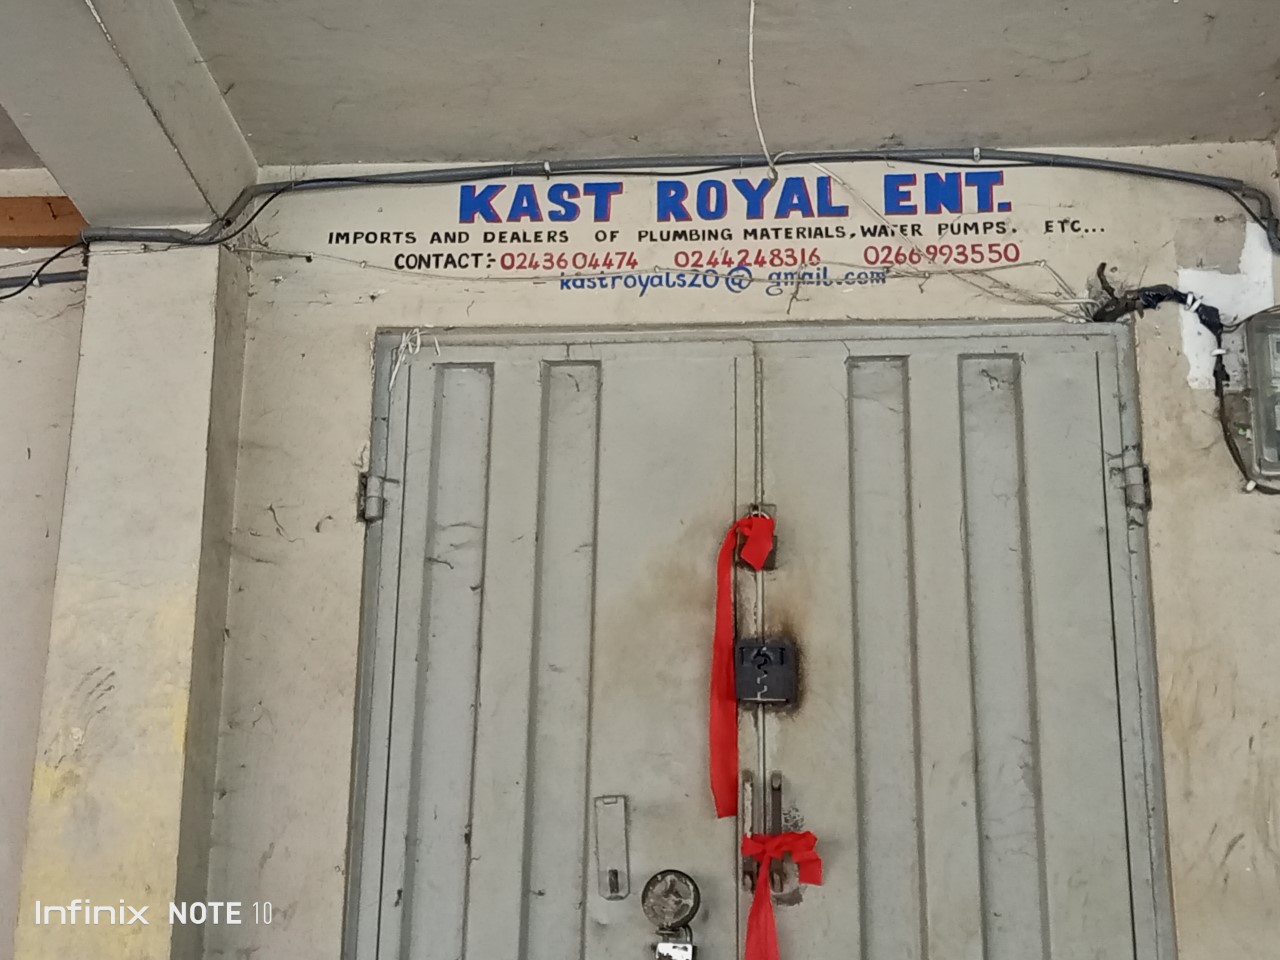 KAST ROYAL ENT.
IMPORTS AND DEALERS OF PLUMBING MATERIALS, WATER PUMPS. ETC...
CONTACT:- 0243604474 0244248316 0266993550
kastroyals20@gmail.com
Infinix NOTE 10